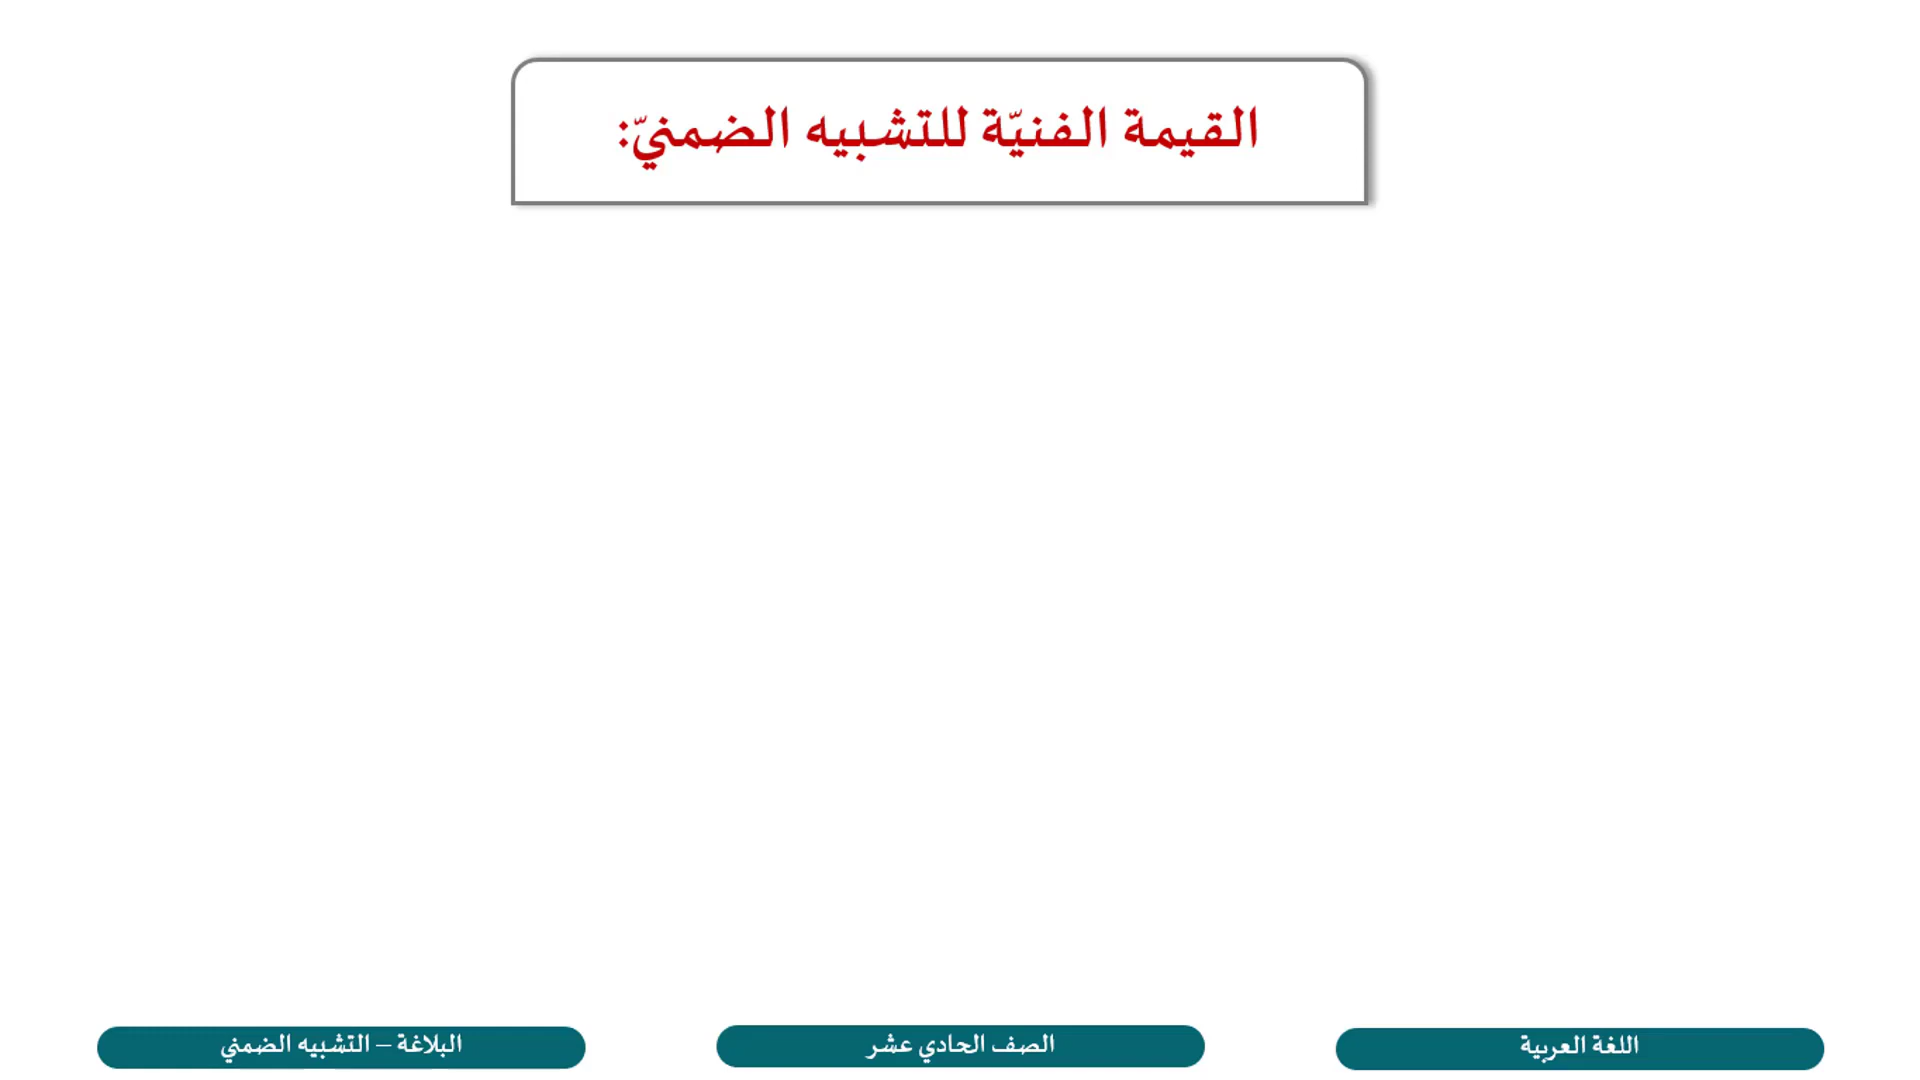 القيمة الفنيّة للتشبيه الضمنيّ:
اللغة العربية
الصف الحادي عشر
البلاغة – التشبيه الضمني